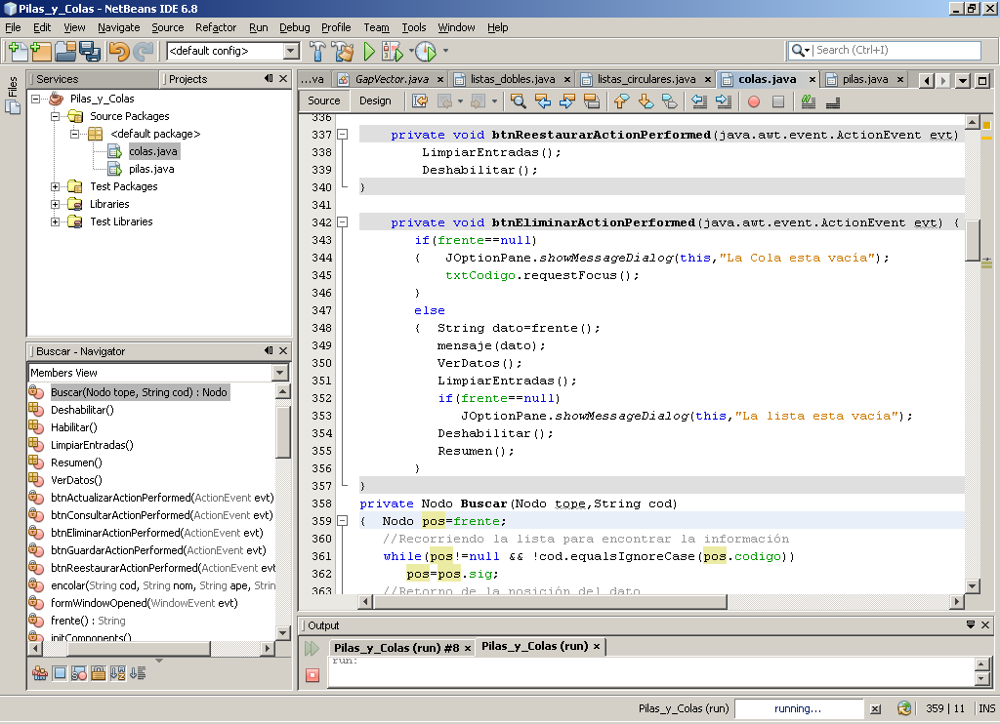 Pilas_y_Colas - NetBeans IDE 6.8
File Edit View Navigate Source Refactor Run Debug Profile Team Tools Window Help
<default config>
Search (Ctrl+I)
Files
Services
Projects
Pilas_y_Colas
Source Packages
<default package>
colas.java
pilas.java
Test Packages
Libraries
Test Libraries
Buscar - Navigator
Members View
Buscar(Nodo tope, String cod) : Nodo
Deshabilitar()
Habilitar()
LimpiarEntradas()
Resumen()
VerDatos()
btnActualizarActionPerformed(ActionEvent evt)
btnConsultarActionPerformed(ActionEvent evt)
btnEliminarActionPerformed(ActionEvent evt)
btnGuardarActionPerformed(ActionEvent evt)
btnReestaurarActionPerformed(ActionEvent evt
encolar(String cod, String nom, String ape, Strin
formWindowOpened(WindowEvent evt)
frente() : String
initComponents()
...va GapVector.java listas_dobles.java listas_circulares.java colas.java pilas.java
Source Design
336
337 private void btnReestaurarActionPerformed(java.awt.event.ActionEvent evt)
338 LimpiarEntradas();
339 Deshabilitar();
340 }
341
342 private void btnEliminarActionPerformed(java.awt.event.ActionEvent evt) {
343 if(frente==null)
344 { JOptionPane.showMessageDialog(this,"La Cola esta vacía");
345 txtCodigo.requestFocus();
346 }
347 else
348 { String dato=frente();
349 mensaje(dato);
350 VerDatos();
351 LimpiarEntradas();
352 if(frente==null)
353 JOptionPane.showMessageDialog(this,"La lista esta vacía");
354 Deshabilitar();
355 Resumen();
356 }
357 }
358 private Nodo Buscar(Nodo tope,String cod)
359 { Nodo pos=frente;
360 //Recorriendo la lista para encontrar la información
361 while(pos!=null && !cod.equalsIgnoreCase(pos.codigo))
362 pos=pos.sig;
363 //Retorno de la posición del dato
Output
Pilas_y_Colas (run) #8 Pilas_y_Colas (run)
run:
Pilas_y_Colas (run) running... 359 | 11 INS